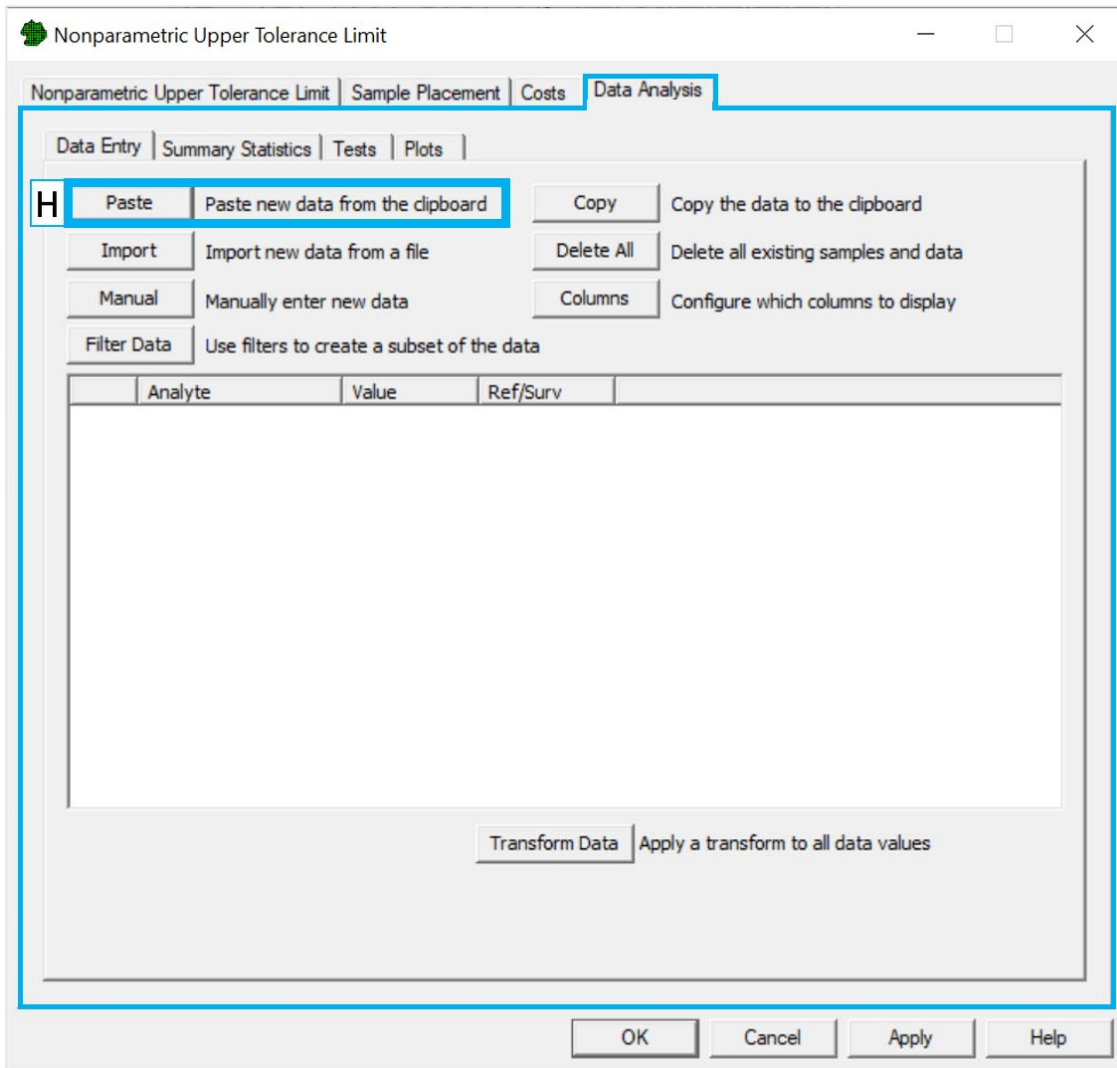 Nonparametric Upper Tolerance Limit
Nonparametric Upper Tolerance Limit Sample Placement Costs Data Analysis
Data Entry Summary Statistics Tests Plots
H Paste Paste new data from the clipboard Copy Copy the data to the clipboard
Import Import new data from a file Delete All Delete all existing samples and data
Manual Manually enter new data Columns Configure which columns to display
Filter Data Use filters to create a subset of the data
Analyte Value Ref/Surv
Transform Data Apply a transform to all data values
OK Cancel Apply Help